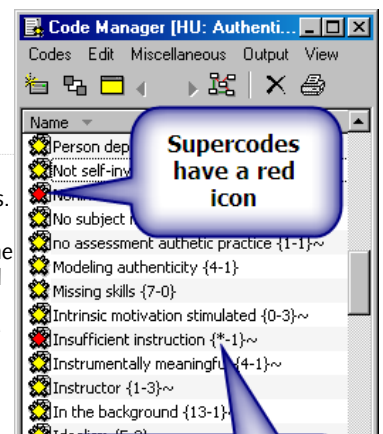 Code Manager [HU: Authenti...
Codes Edit Miscellaneous Output View
Name
Person dep
Not self-inv
Supercodes
have a red
icon
s.
No subject
ne
no assessment authetic practice {1-1}~
Modeling authenticity {4-1}
Missing skills {7-0}
Intrinsic motivation stimulated {0-3}~
Insufficient instruction {*-1}~
Instrumentally meaningfu {4-1}~
Instructor {1-3}~
In the background {13-1}